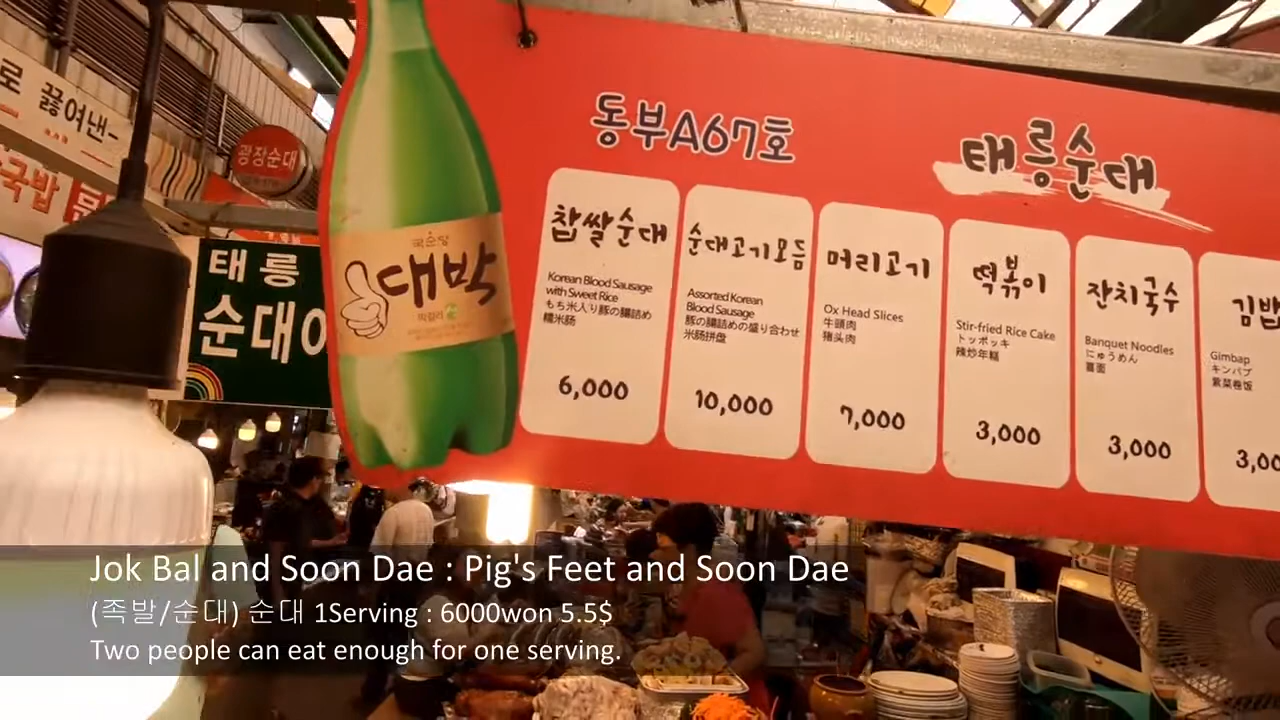 로 끓여낸~
국밥
광장순대
태릉
순대
국순당
대박
막걸리
동부A67호
태릉순대
찹쌀순대
Korean Blood Sausage
with Sweet Rice
もち米入り豚の腸詰め
糯米肠
6,000
순대고기모듬
Assorted Korean
Blood Sausage
豚の腸詰めの盛り合わせ
米肠拼盘
10,000
머리고기
Ox Head Slices
牛頭肉
猪头肉
7,000
떡볶이
Stir-fried Rice Cake
トッポッキ
辣炒年糕
3,000
잔치국수
Banquet Noodles
にゅうめん
喜面
3,000
김밥
Gimbap
キンパプ
紫菜卷饭
3,00
Jok Bal and Soon Dae : Pig's Feet and Soon Dae
(족발/순대) 순대 1Serving : 6000won 5.5$
Two people can eat enough for one serving.